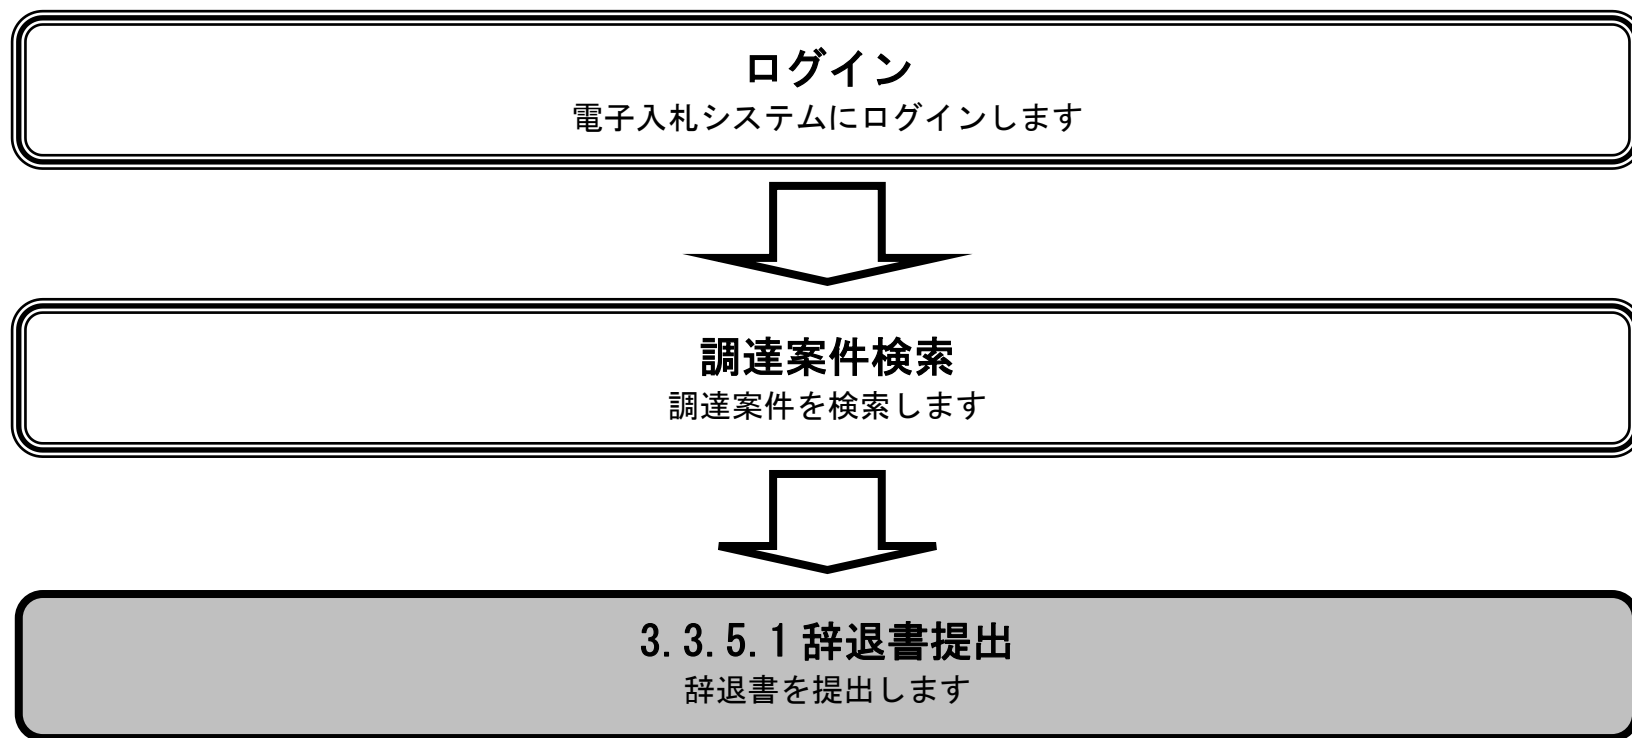 ログイン
電子入札システムにログインします
調達案件検索
調達案件を検索します
3.3.5.1 辞退書提出
辞退書を提出します